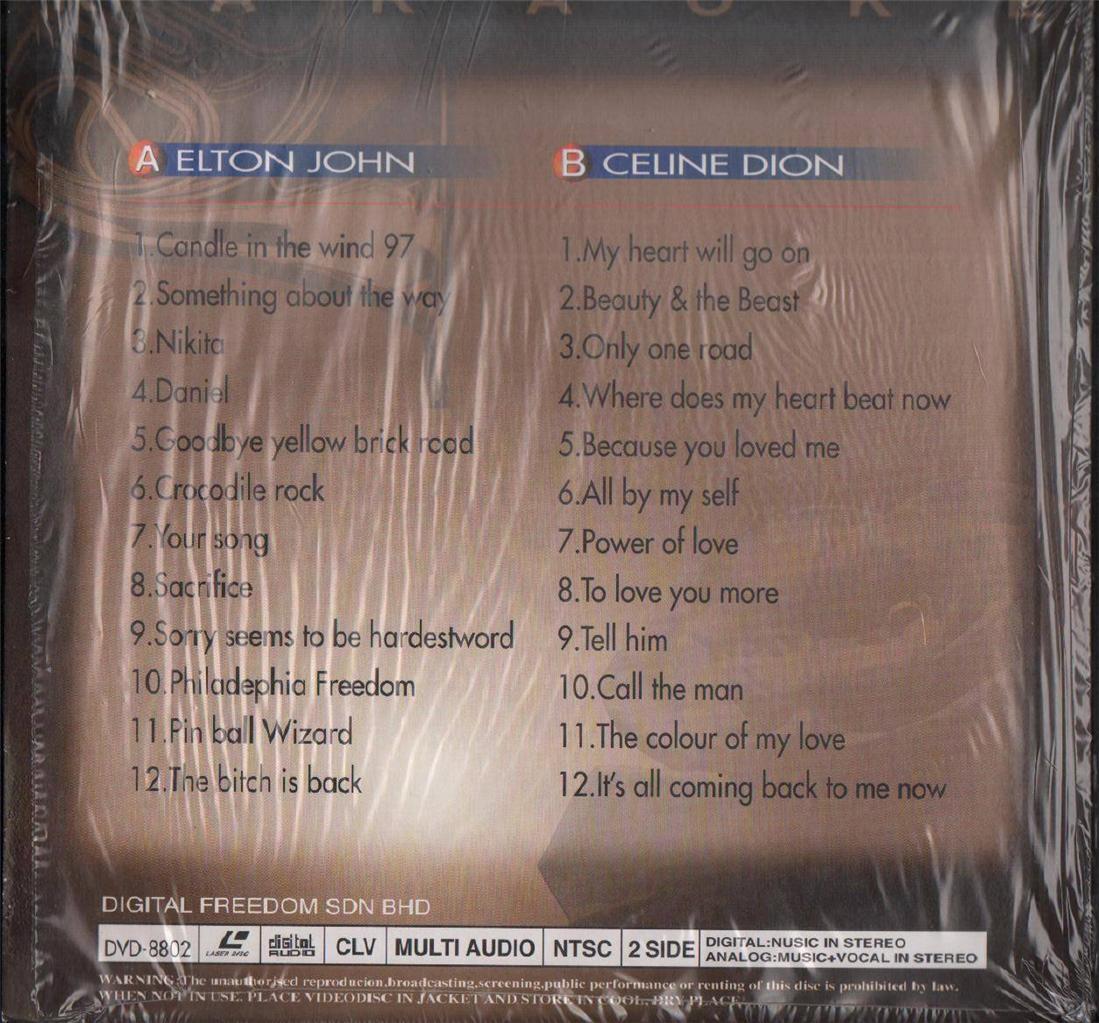 A R A O K E
A ELTON JOHN
1.Candle in the wind 97
2.Something about the way
3.Nikita
4.Daniel
5.Goodbye yellow brick road
6.Crocodile rock
7.Your song
8.Sacrifice
9.Sorry seems to be hardestword
10.Philadephia Freedom
11.Pin ball Wizard
12.The bitch is back
B CELINE DION
1.My heart will go on
2.Beauty & the Beast
3.Only one road
4.Where does my heart beat now
5.Because you loved me
6.All by my self
7.Power of love
8.To love you more
9.Tell him
10.Call the man
11.The colour of my love
12.It's all coming back to me now
DIGITAL FREEDOM SDN BHD
DVD-8802 LASER DISC digital AUDIO CLV MULTI AUDIO NTSC 2 SIDE
DIGITAL:NUSIC IN STEREO
ANALOG:MUSIC+VOCAL IN STEREO
WARNING:The unauthorised reproducion,broadcasting,screening,public performance or renting of this disc is prohibited by law.
WHEN NOT IN USE. PLACE VIDEODISC IN JACKET AND STORE IN COOL, DRY PLACE.